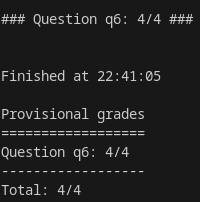 ### Question q6: 4/4 ###
Finished at 22:41:05
Provisional grades
==================
Question q6: 4/4
------------------
Total: 4/4